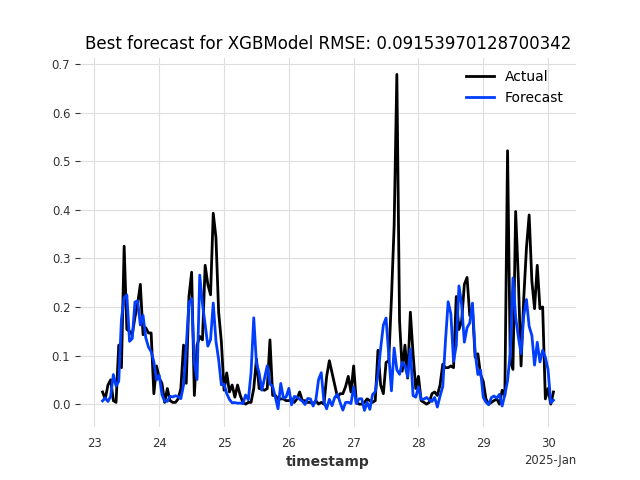 Best forecast for XGBModel RMSE: 0.09153970128700342
Actual
Forecast
0.7
0.6
0.5
0.4
0.3
0.2
0.1
0.0
23 24 25 26 27 28 29 30
timestamp
2025-Jan